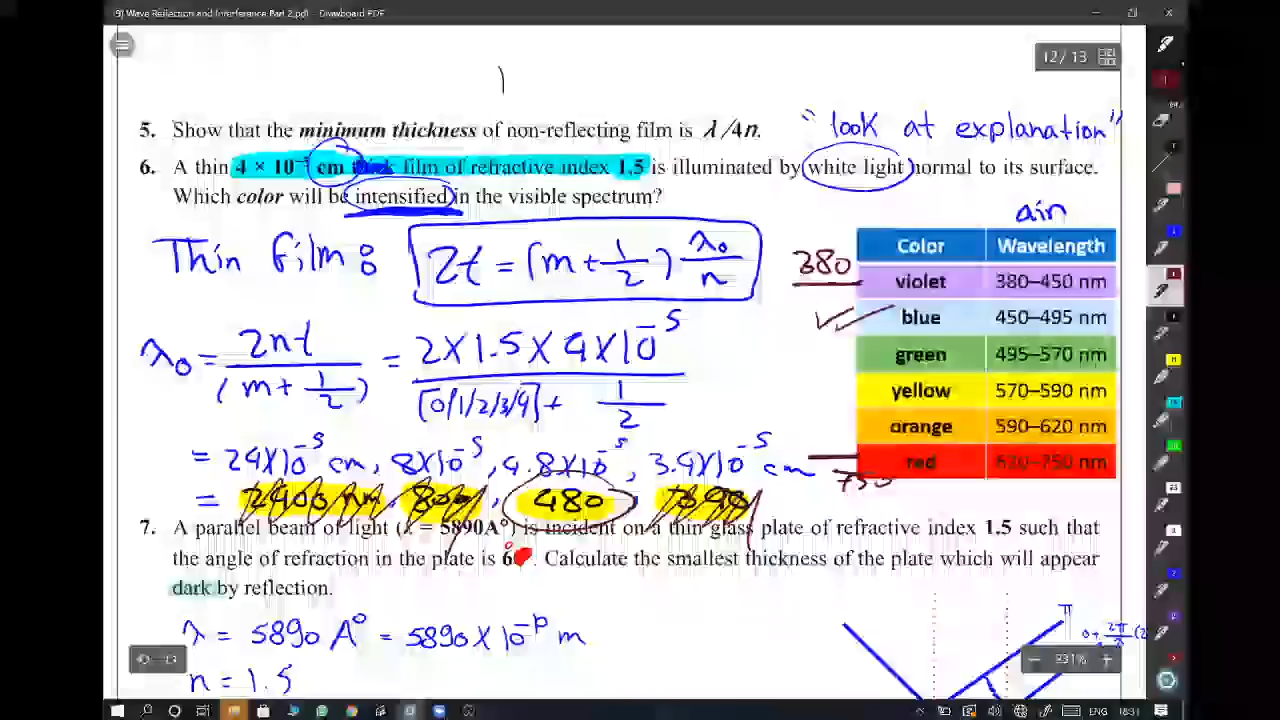 9) Wave Reflection and Interference Part 2.pdf - Drawboard PDF
12/13
5. Show that the minimum thickness of non-reflecting film is λ/4n.
"look at explanation"
6. A thin 4 × 10⁻⁵ cm thick film of refractive index 1.5 is illuminated by white light normal to its surface.
Which color will be intensified in the visible spectrum?
air
Thin film:
2t = (m + 1/2) λ₀/n
380
Color Wavelength
violet 380–450 nm
blue 450–495 nm
green 495–570 nm
yellow 570–590 nm
orange 590–620 nm
red 620–750 nm
750
λ₀ = 2nt / (m + 1/2) = 2×1.5×4×10⁻⁵ / [0/1/2/3/4] + 1/2
= 24×10⁻⁵ cm, 8×10⁻⁵, 4.8×10⁻⁵, 3.4×10⁻⁵ cm
= 2400 nm, 800, 480, 340
7. A parallel beam of light (λ = 5890A°) is incident on a thin glass plate of refractive index 1.5 such that
the angle of refraction in the plate is 6 . Calculate the smallest thickness of the plate which will appear
dark by reflection.
λ = 5890 A° = 5890 × 10⁻¹⁰ m
n = 1.5
π
331%
ENG